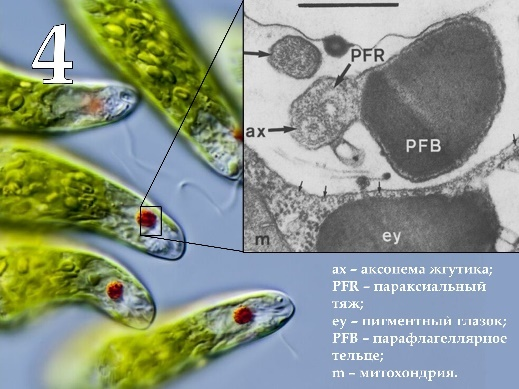 4
PFR
ax
PFB
m
ey
ax – аксонема жгутика;
PFR – параксиальный
тяж;
ey – пигментный глазок;
PFB – парафлагеллярное
тельце;
m – митохондрия.